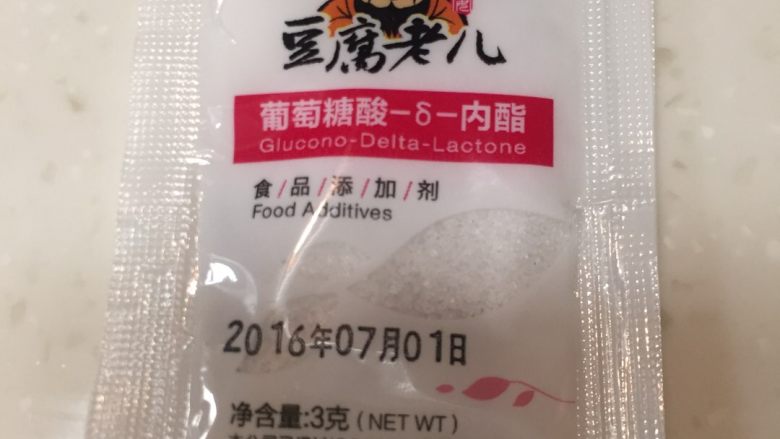 豆腐老儿
葡萄糖酸-δ-内酯
Glucono-Delta-Lactone
食/品/添/加/剂
Food Additives
2016年07月01日
净含量:3克(NET WT)